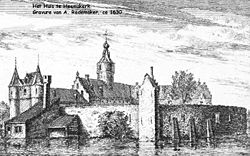 Het Huis te Heemskerk
Gravure van A. Rademaker, ca 1630